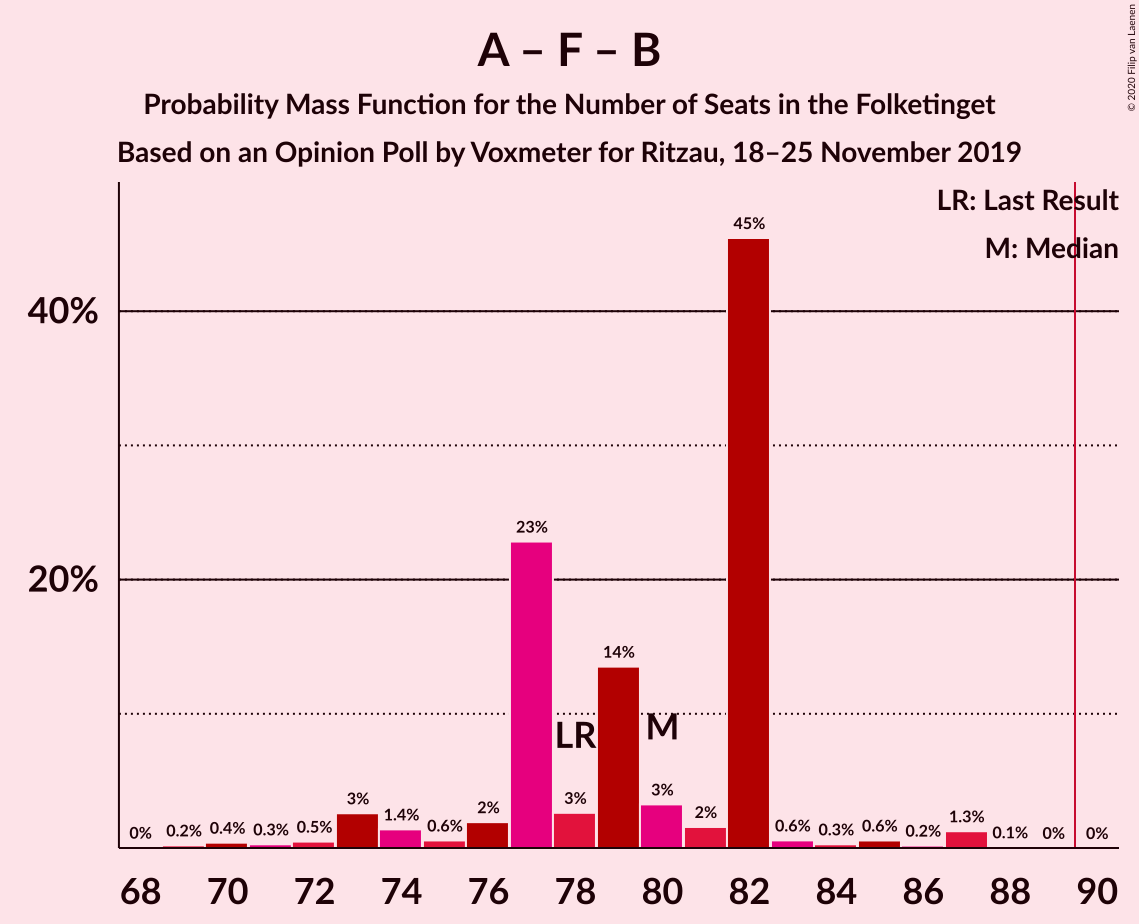 A – F – B
Probability Mass Function for the Number of Seats in the Folketinget
Based on an Opinion Poll by Voxmeter for Ritzau, 18–25 November 2019
© 2020 Filip van Laenen
LR: Last Result
M: Median
45%
40%
23%
20%
14%
LR
M
0%
0.2%
0.4%
0.3%
0.5%
3%
1.4%
0.6%
2%
3%
3%
2%
0.6%
0.3%
0.6%
0.2%
1.3%
0.1%
0%
0%
68 70 72 74 76 78 80 82 84 86 88 90